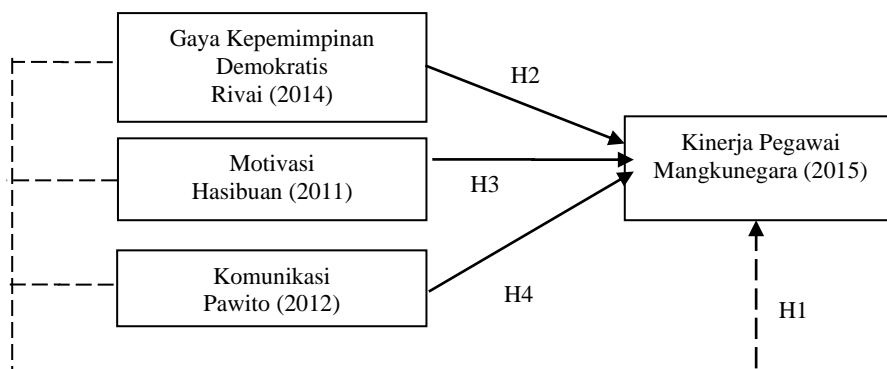 Gaya Kepemimpinan
Demokratis
Rivai (2014)
H2
Kinerja Pegawai
Mangkunegara (2015)
Motivasi
Hasibuan (2011)
H3
Komunikasi
Pawito (2012)
H4
H1